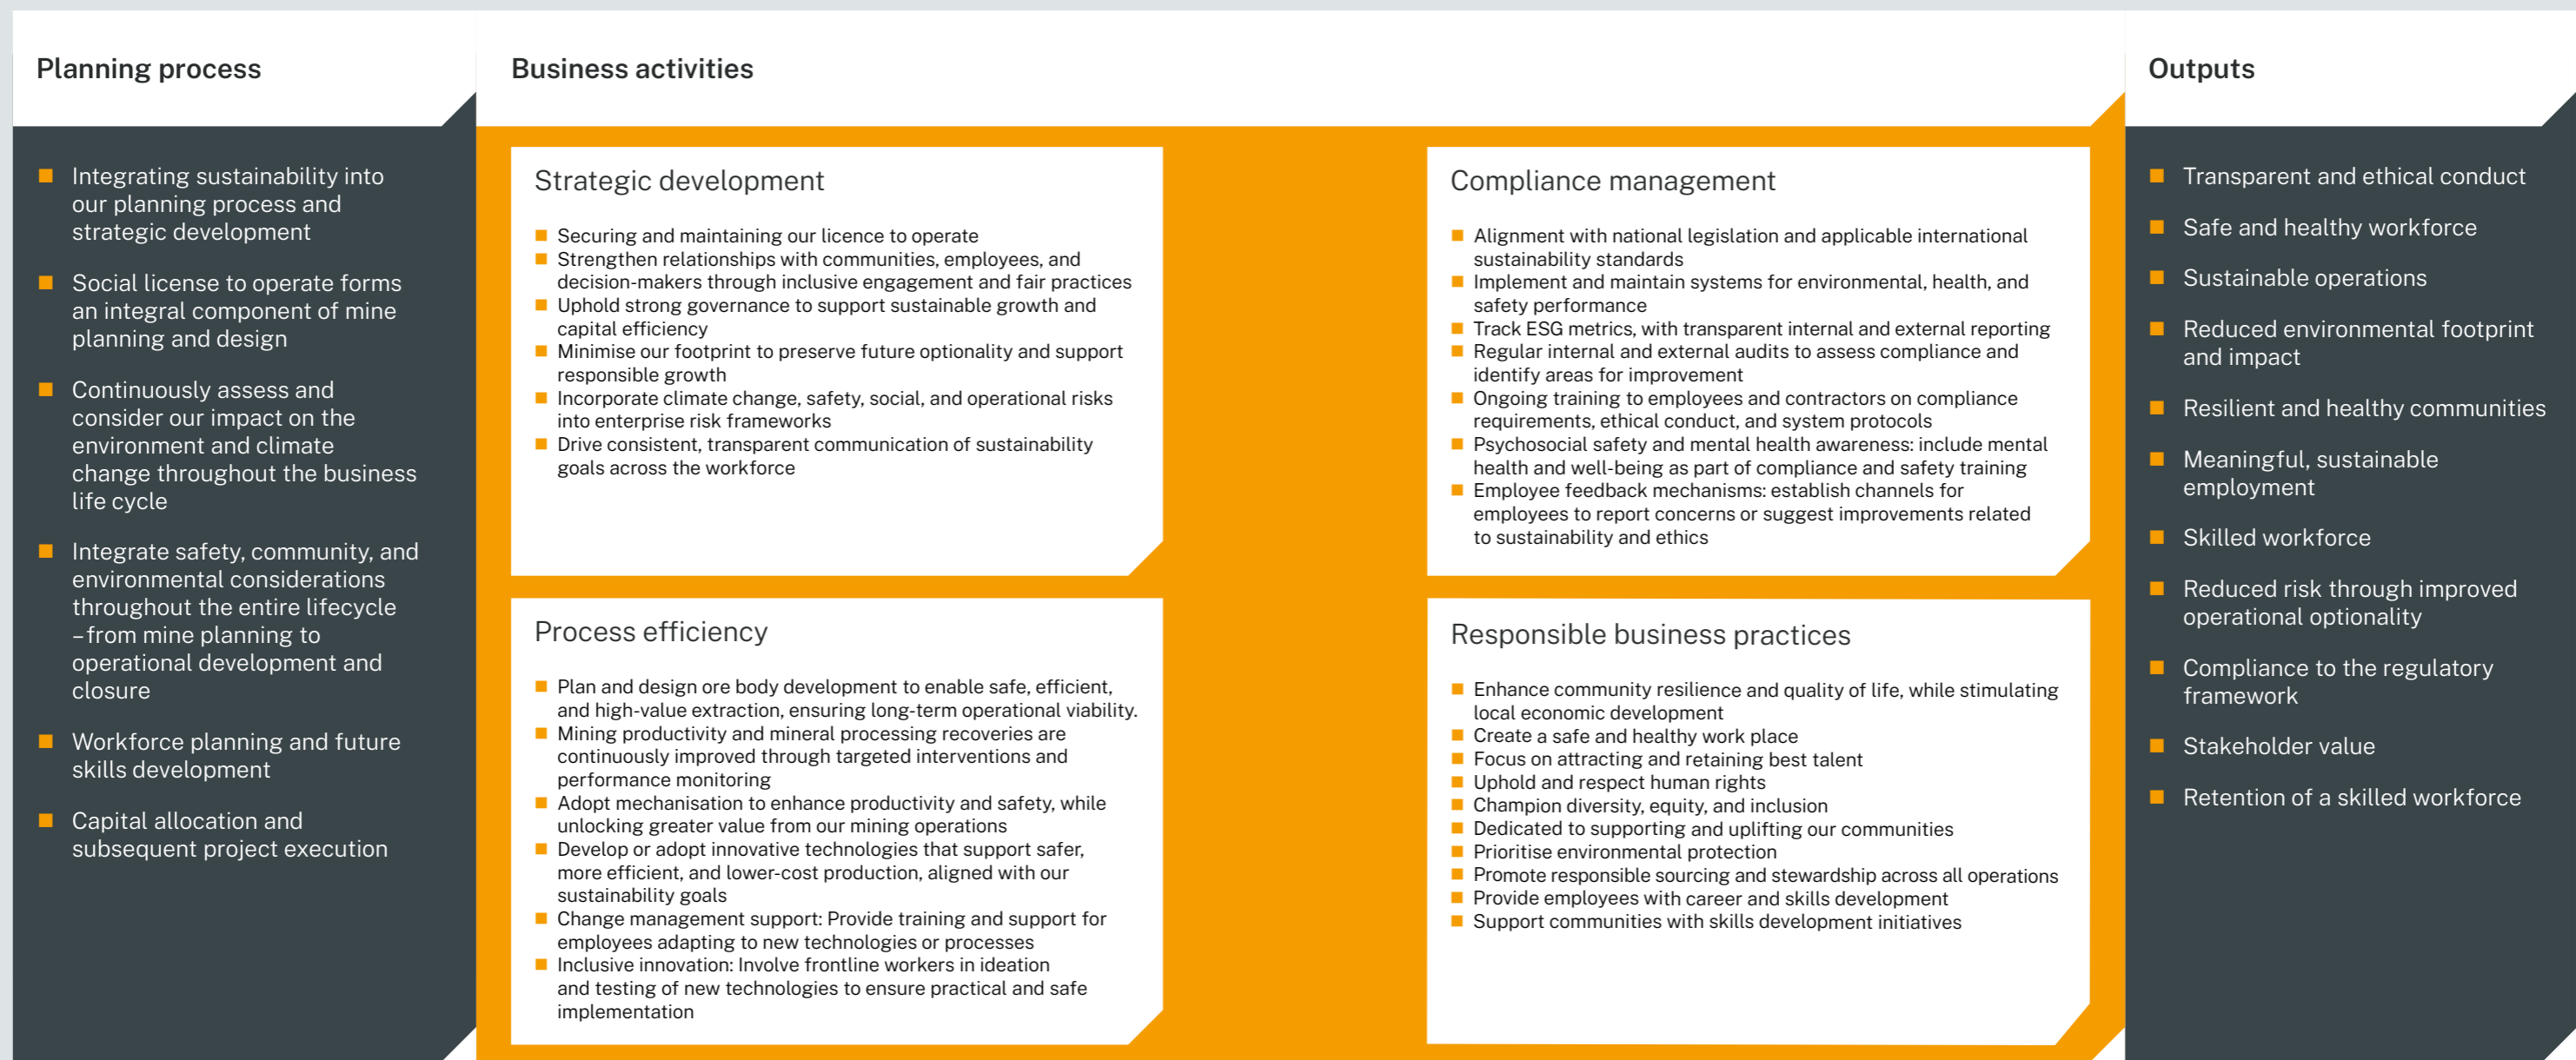 Planning process
Integrating sustainability into
our planning process and
strategic development
Social license to operate forms
an integral component of mine
planning and design
Continuously assess and
consider our impact on the
environment and climate
change throughout the business
life cycle
Integrate safety, community, and
environmental considerations
throughout the entire lifecycle
–from mine planning to
operational development and
closure
Workforce planning and future
skills development
Capital allocation and
subsequent project execution
Business activities
Strategic development
Securing and maintaining our licence to operate
Strengthen relationships with communities, employees, and
decision-makers through inclusive engagement and fair practices
Uphold strong governance to support sustainable growth and
capital efficiency
Minimise our footprint to preserve future optionality and support
responsible growth
Incorporate climate change, safety, social, and operational risks
into enterprise risk frameworks
Drive consistent, transparent communication of sustainability
goals across the workforce
Compliance management
Alignment with national legislation and applicable international
sustainability standards
Implement and maintain systems for environmental, health, and
safety performance
Track ESG metrics, with transparent internal and external reporting
Regular internal and external audits to assess compliance and
identify areas for improvement
Ongoing training to employees and contractors on compliance
requirements, ethical conduct, and system protocols
Psychosocial safety and mental health awareness: include mental
health and well-being as part of compliance and safety training
Employee feedback mechanisms: establish channels for
employees to report concerns or suggest improvements related
to sustainability and ethics
Process efficiency
Plan and design ore body development to enable safe, efficient,
and high-value extraction, ensuring long-term operational viability.
Mining productivity and mineral processing recoveries are
continuously improved through targeted interventions and
performance monitoring
Adopt mechanisation to enhance productivity and safety, while
unlocking greater value from our mining operations
Develop or adopt innovative technologies that support safer,
more efficient, and lower-cost production, aligned with our
sustainability goals
Change management support: Provide training and support for
employees adapting to new technologies or processes
Inclusive innovation: Involve frontline workers in ideation
and testing of new technologies to ensure practical and safe
implementation
Responsible business practices
Enhance community resilience and quality of life, while stimulating
local economic development
Create a safe and healthy work place
Focus on attracting and retaining best talent
Uphold and respect human rights
Champion diversity, equity, and inclusion
Dedicated to supporting and uplifting our communities
Prioritise environmental protection
Promote responsible sourcing and stewardship across all operations
Provide employees with career and skills development
Support communities with skills development initiatives
Outputs
Transparent and ethical conduct
Safe and healthy workforce
Sustainable operations
Reduced environmental footprint
and impact
Resilient and healthy communities
Meaningful, sustainable
employment
Skilled workforce
Reduced risk through improved
operational optionality
Compliance to the regulatory
framework
Stakeholder value
Retention of a skilled workforce